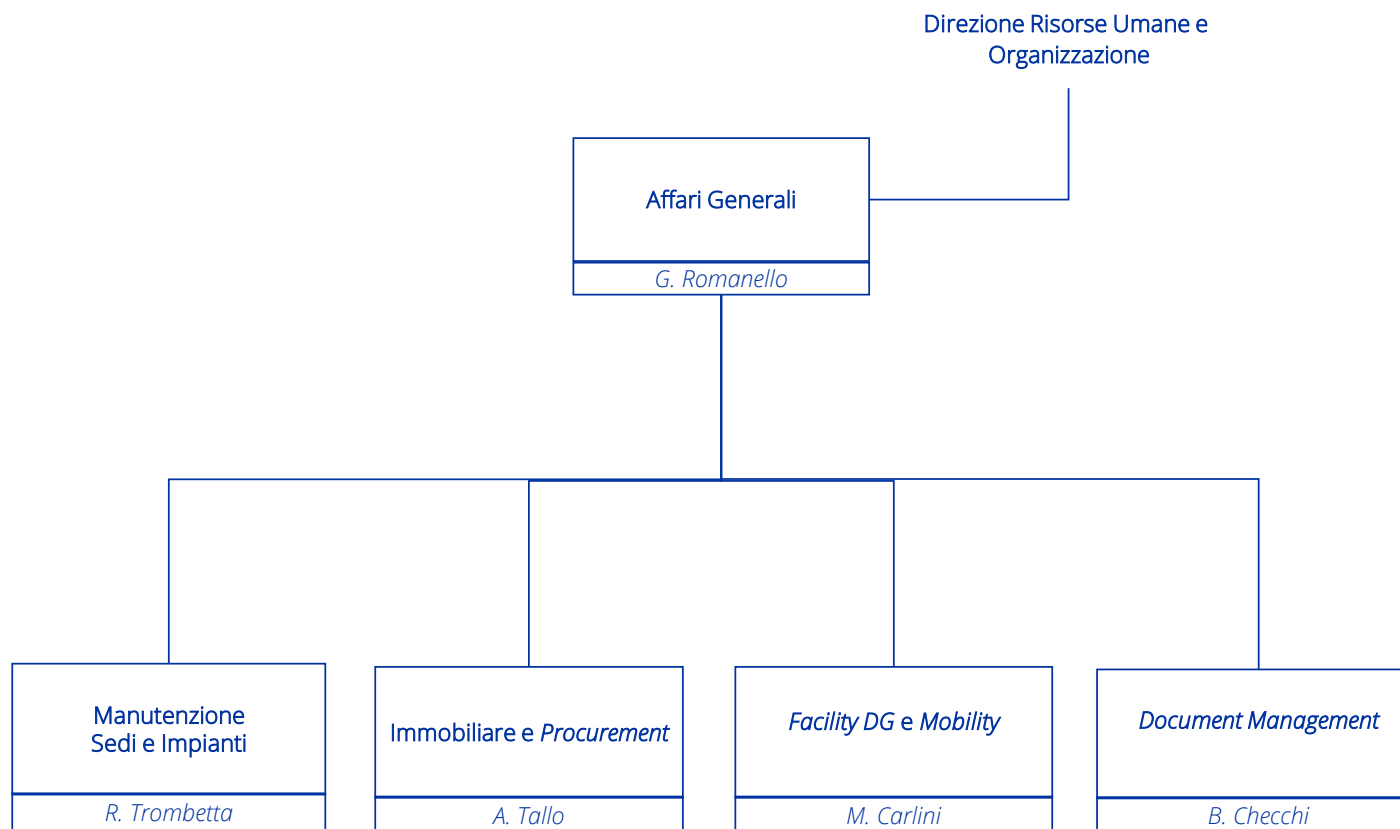 Direzione Risorse Umane e
Organizzazione
Affari Generali
G. Romanello
Manutenzione
Sedi e Impianti
R. Trombetta
Immobiliare e Procurement
A. Tallo
Facility DG e Mobility
M. Carlini
Document Management
B. Checchi